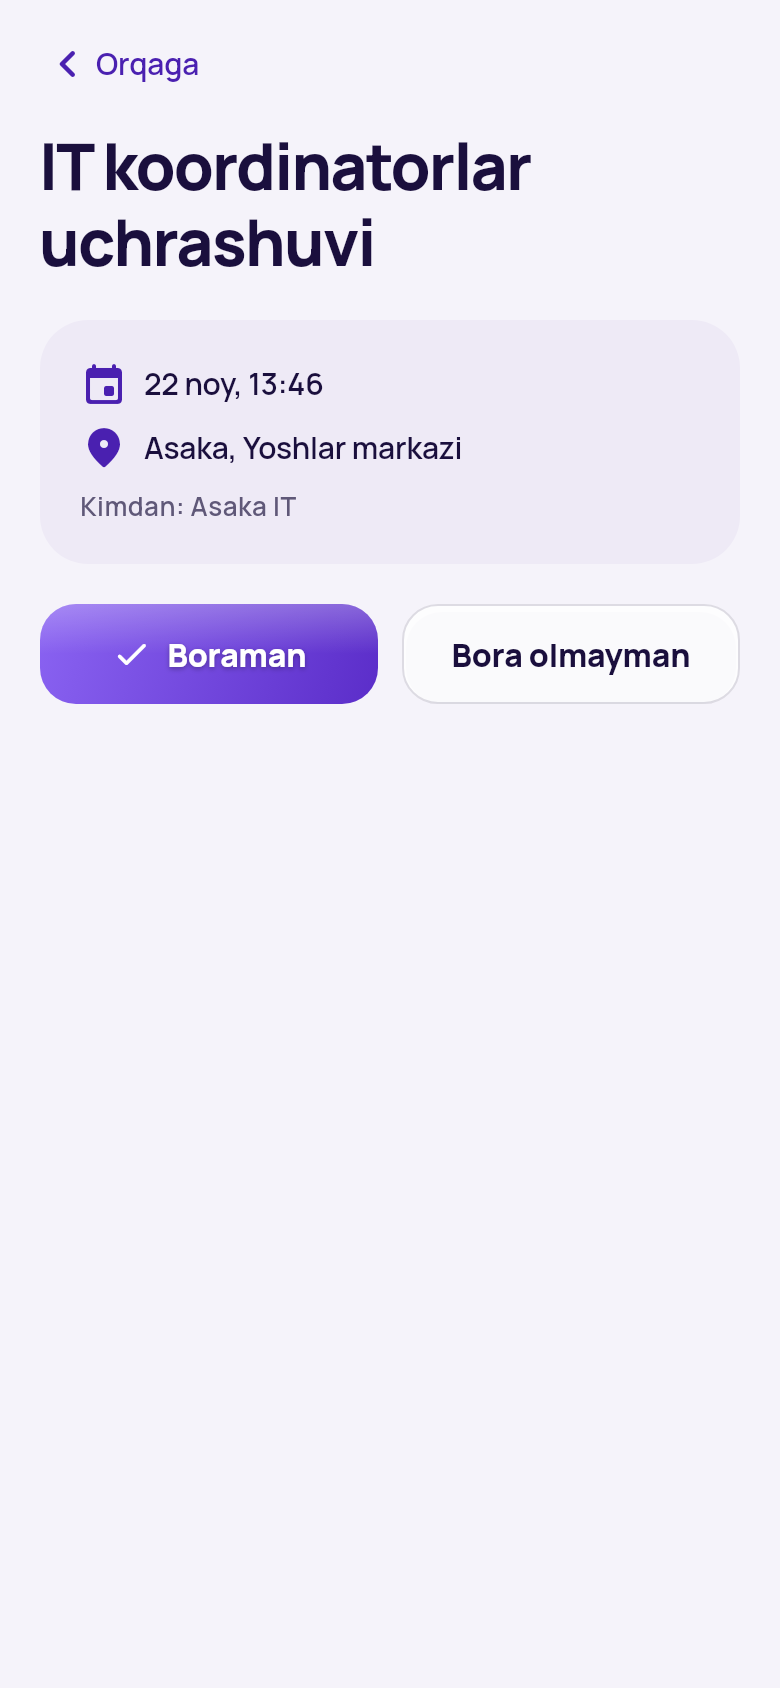 Orqaga
IT koordinatorlar
uchrashuvi
22 noy, 13:46
Asaka, Yoshlar markazi
Kimdan: Asaka IT
Boraman
Bora olmayman